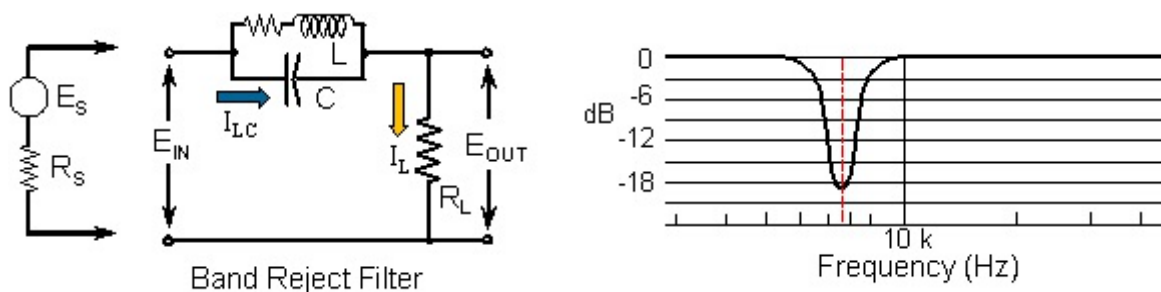 E_S
R_S
E_IN
L
C
I_LC
I_L
R_L
E_OUT
Band Reject Filter
0
-6
dB
-12
-18
10 k
Frequency (Hz)